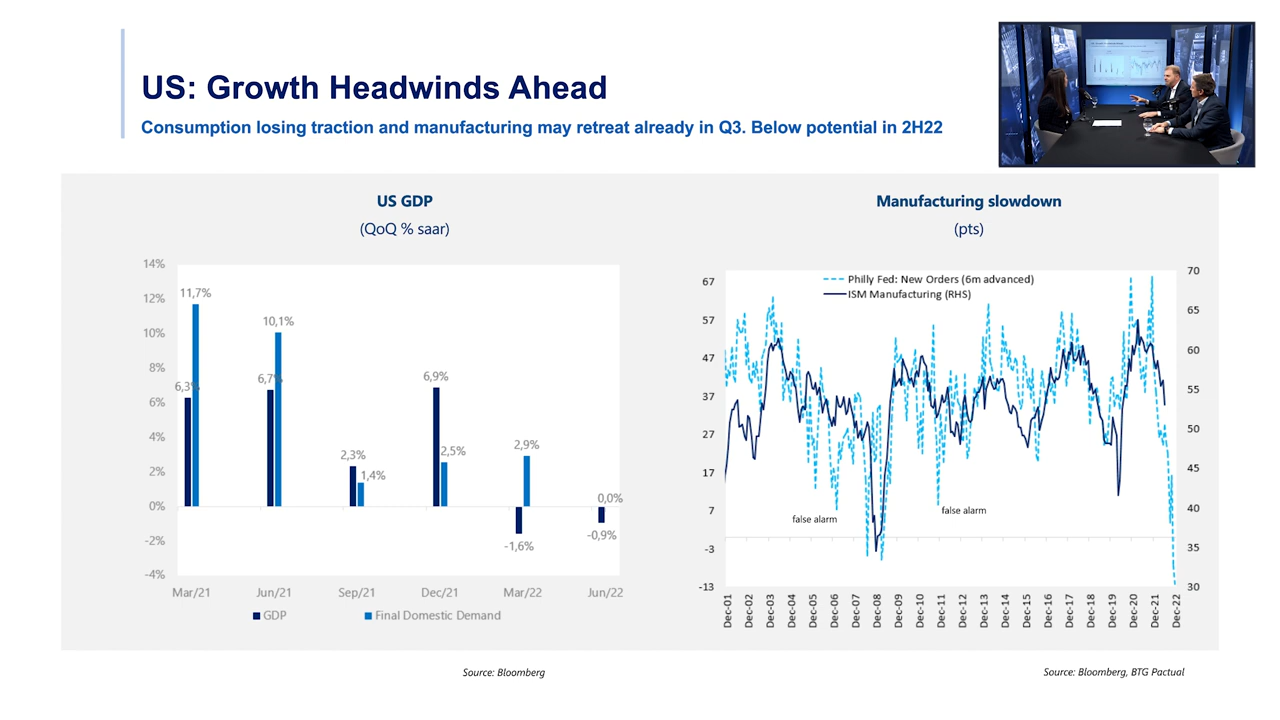 US: Growth Headwinds Ahead
Consumption losing traction and manufacturing may retreat already in Q3. Below potential in 2H22
US GDP
(QoQ % saar)
14%
12%
10%
8%
6%
4%
2%
0%
-2%
-4%
6,3%
11,7%
6,7%
10,1%
2,3%
1,4%
6,9%
2,5%
-1,6%
2,9%
-0,9%
0,0%
Mar/21 Jun/21 Sep/21 Dec/21 Mar/22 Jun/22
GDP Final Domestic Demand
Source: Bloomberg
Manufacturing slowdown
(pts)
Philly Fed: New Orders (6m advanced)
ISM Manufacturing (RHS)
67
57
47
37
27
17
7
-3
-13
false alarm
false alarm
70
65
60
55
50
45
40
35
30
Dec-01 Dec-02 Dec-03 Dec-04 Dec-05 Dec-06 Dec-07 Dec-08 Dec-09 Dec-10 Dec-11 Dec-12 Dec-13 Dec-14 Dec-15 Dec-16 Dec-17 Dec-18 Dec-19 Dec-20 Dec-21 Dec-22
Source: Bloomberg, BTG Pactual